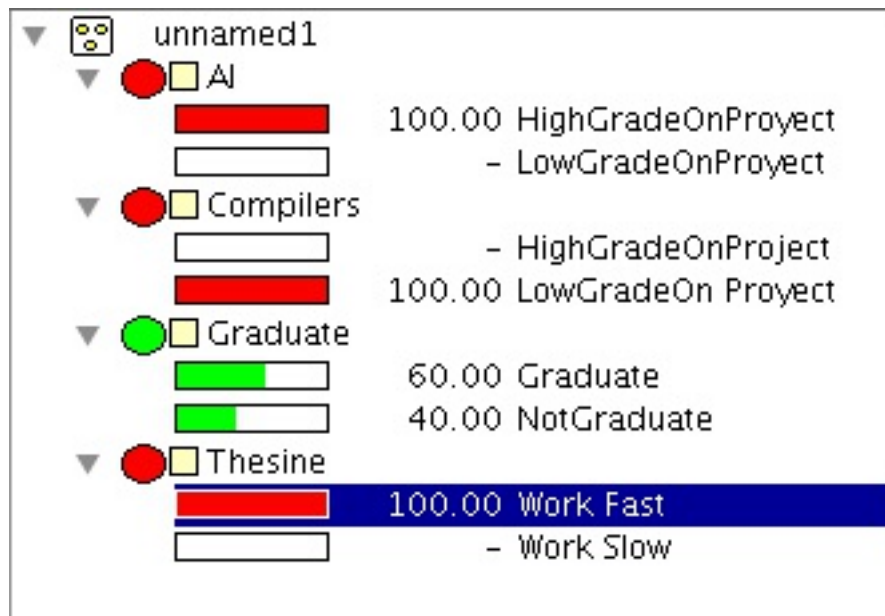 unnamed1
AI
100.00 HighGradeOnProyect
– LowGradeOnProyect
Compilers
– HighGradeOnProject
100.00 LowGradeOn Proyect
Graduate
60.00 Graduate
40.00 NotGraduate
Thesine
100.00 Work Fast
– Work Slow